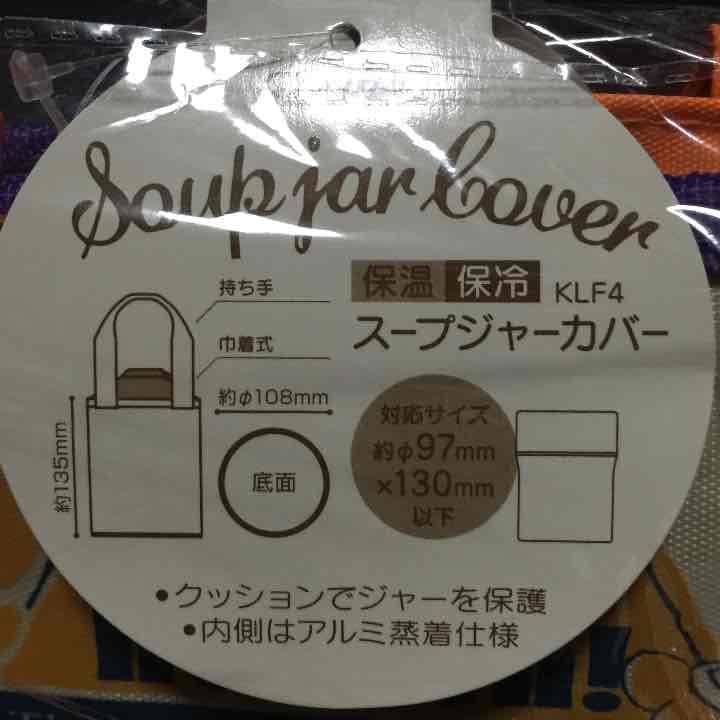 Soup jar Cover
保温 保冷 KLF4
スープジャーカバー
持ち手
巾着式
約φ108mm
約135mm
底面
対応サイズ
約φ97mm
×130mm
以下
•クッションでジャーを保護
•内側はアルミ蒸着仕様